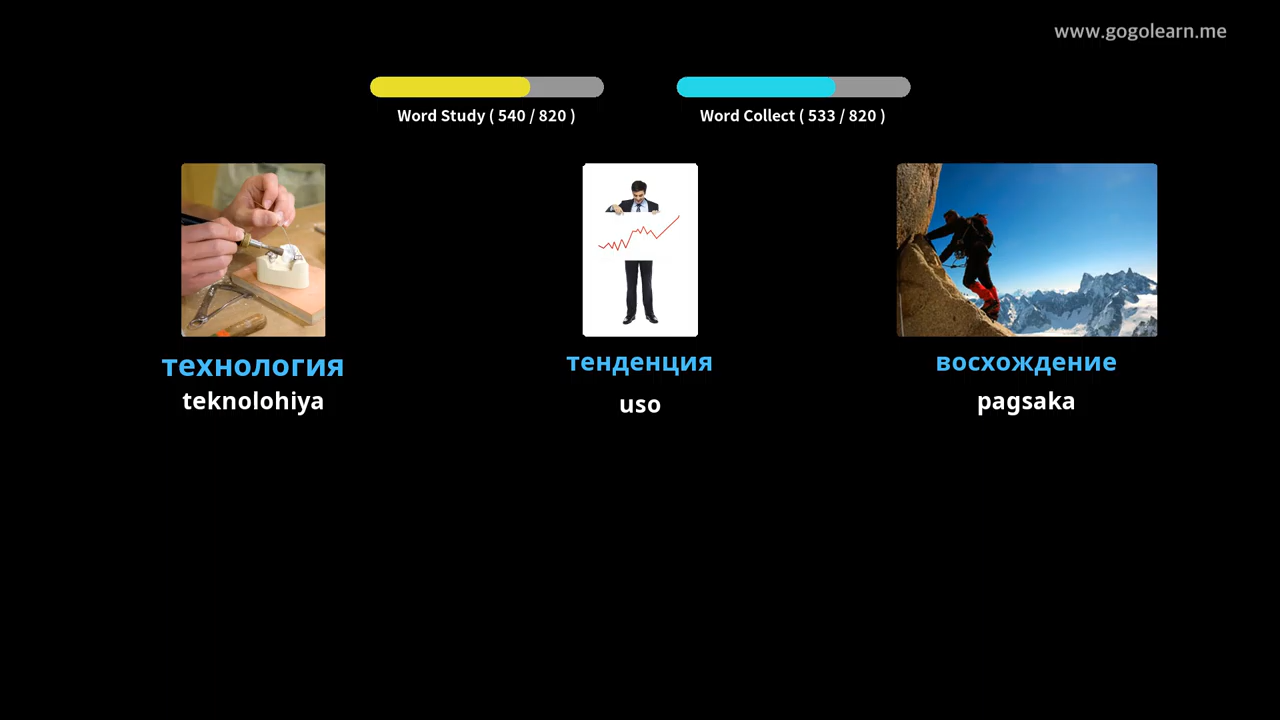 www.gogolearn.me
Word Study ( 540 / 820 )
Word Collect ( 533 / 820 )
технология
teknolohiya
тенденция
uso
восхождение
pagsaka